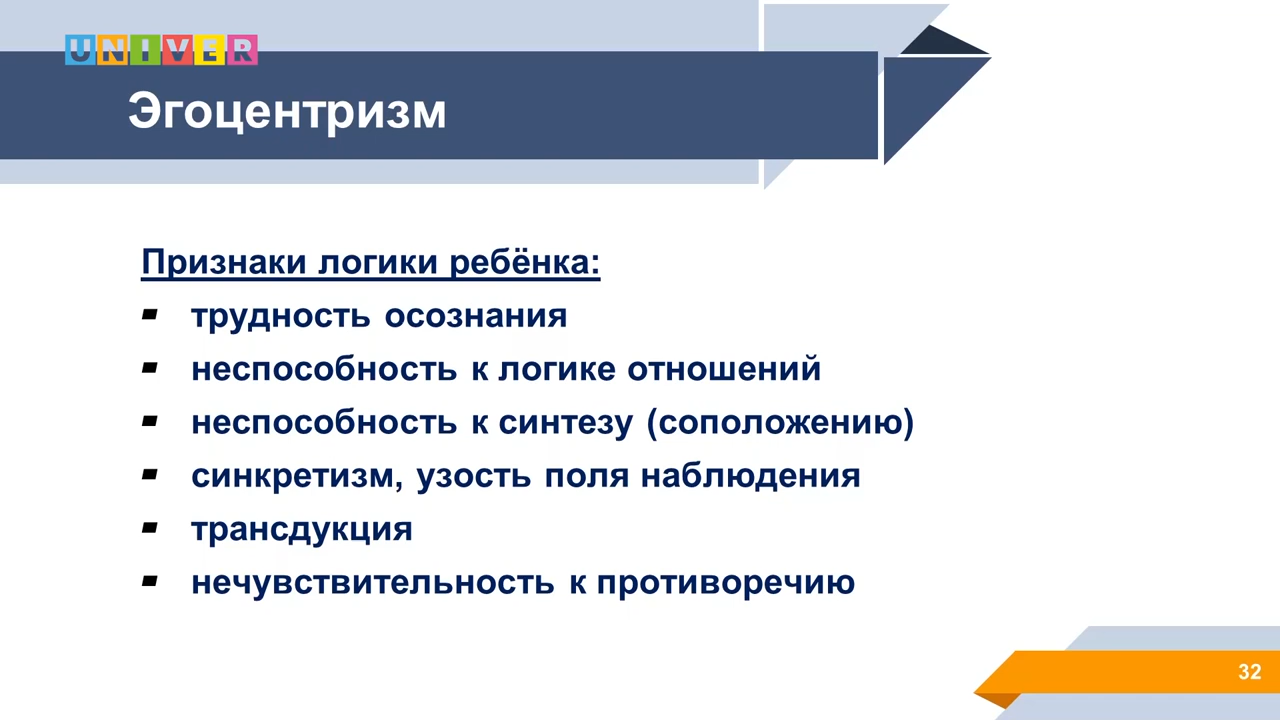 UNIVER
Эгоцентризм
Признаки логики ребёнка:
трудность осознания
неспособность к логике отношений
неспособность к синтезу (соположению)
синкретизм, узость поля наблюдения
трансдукция
нечувствительность к противоречию
32